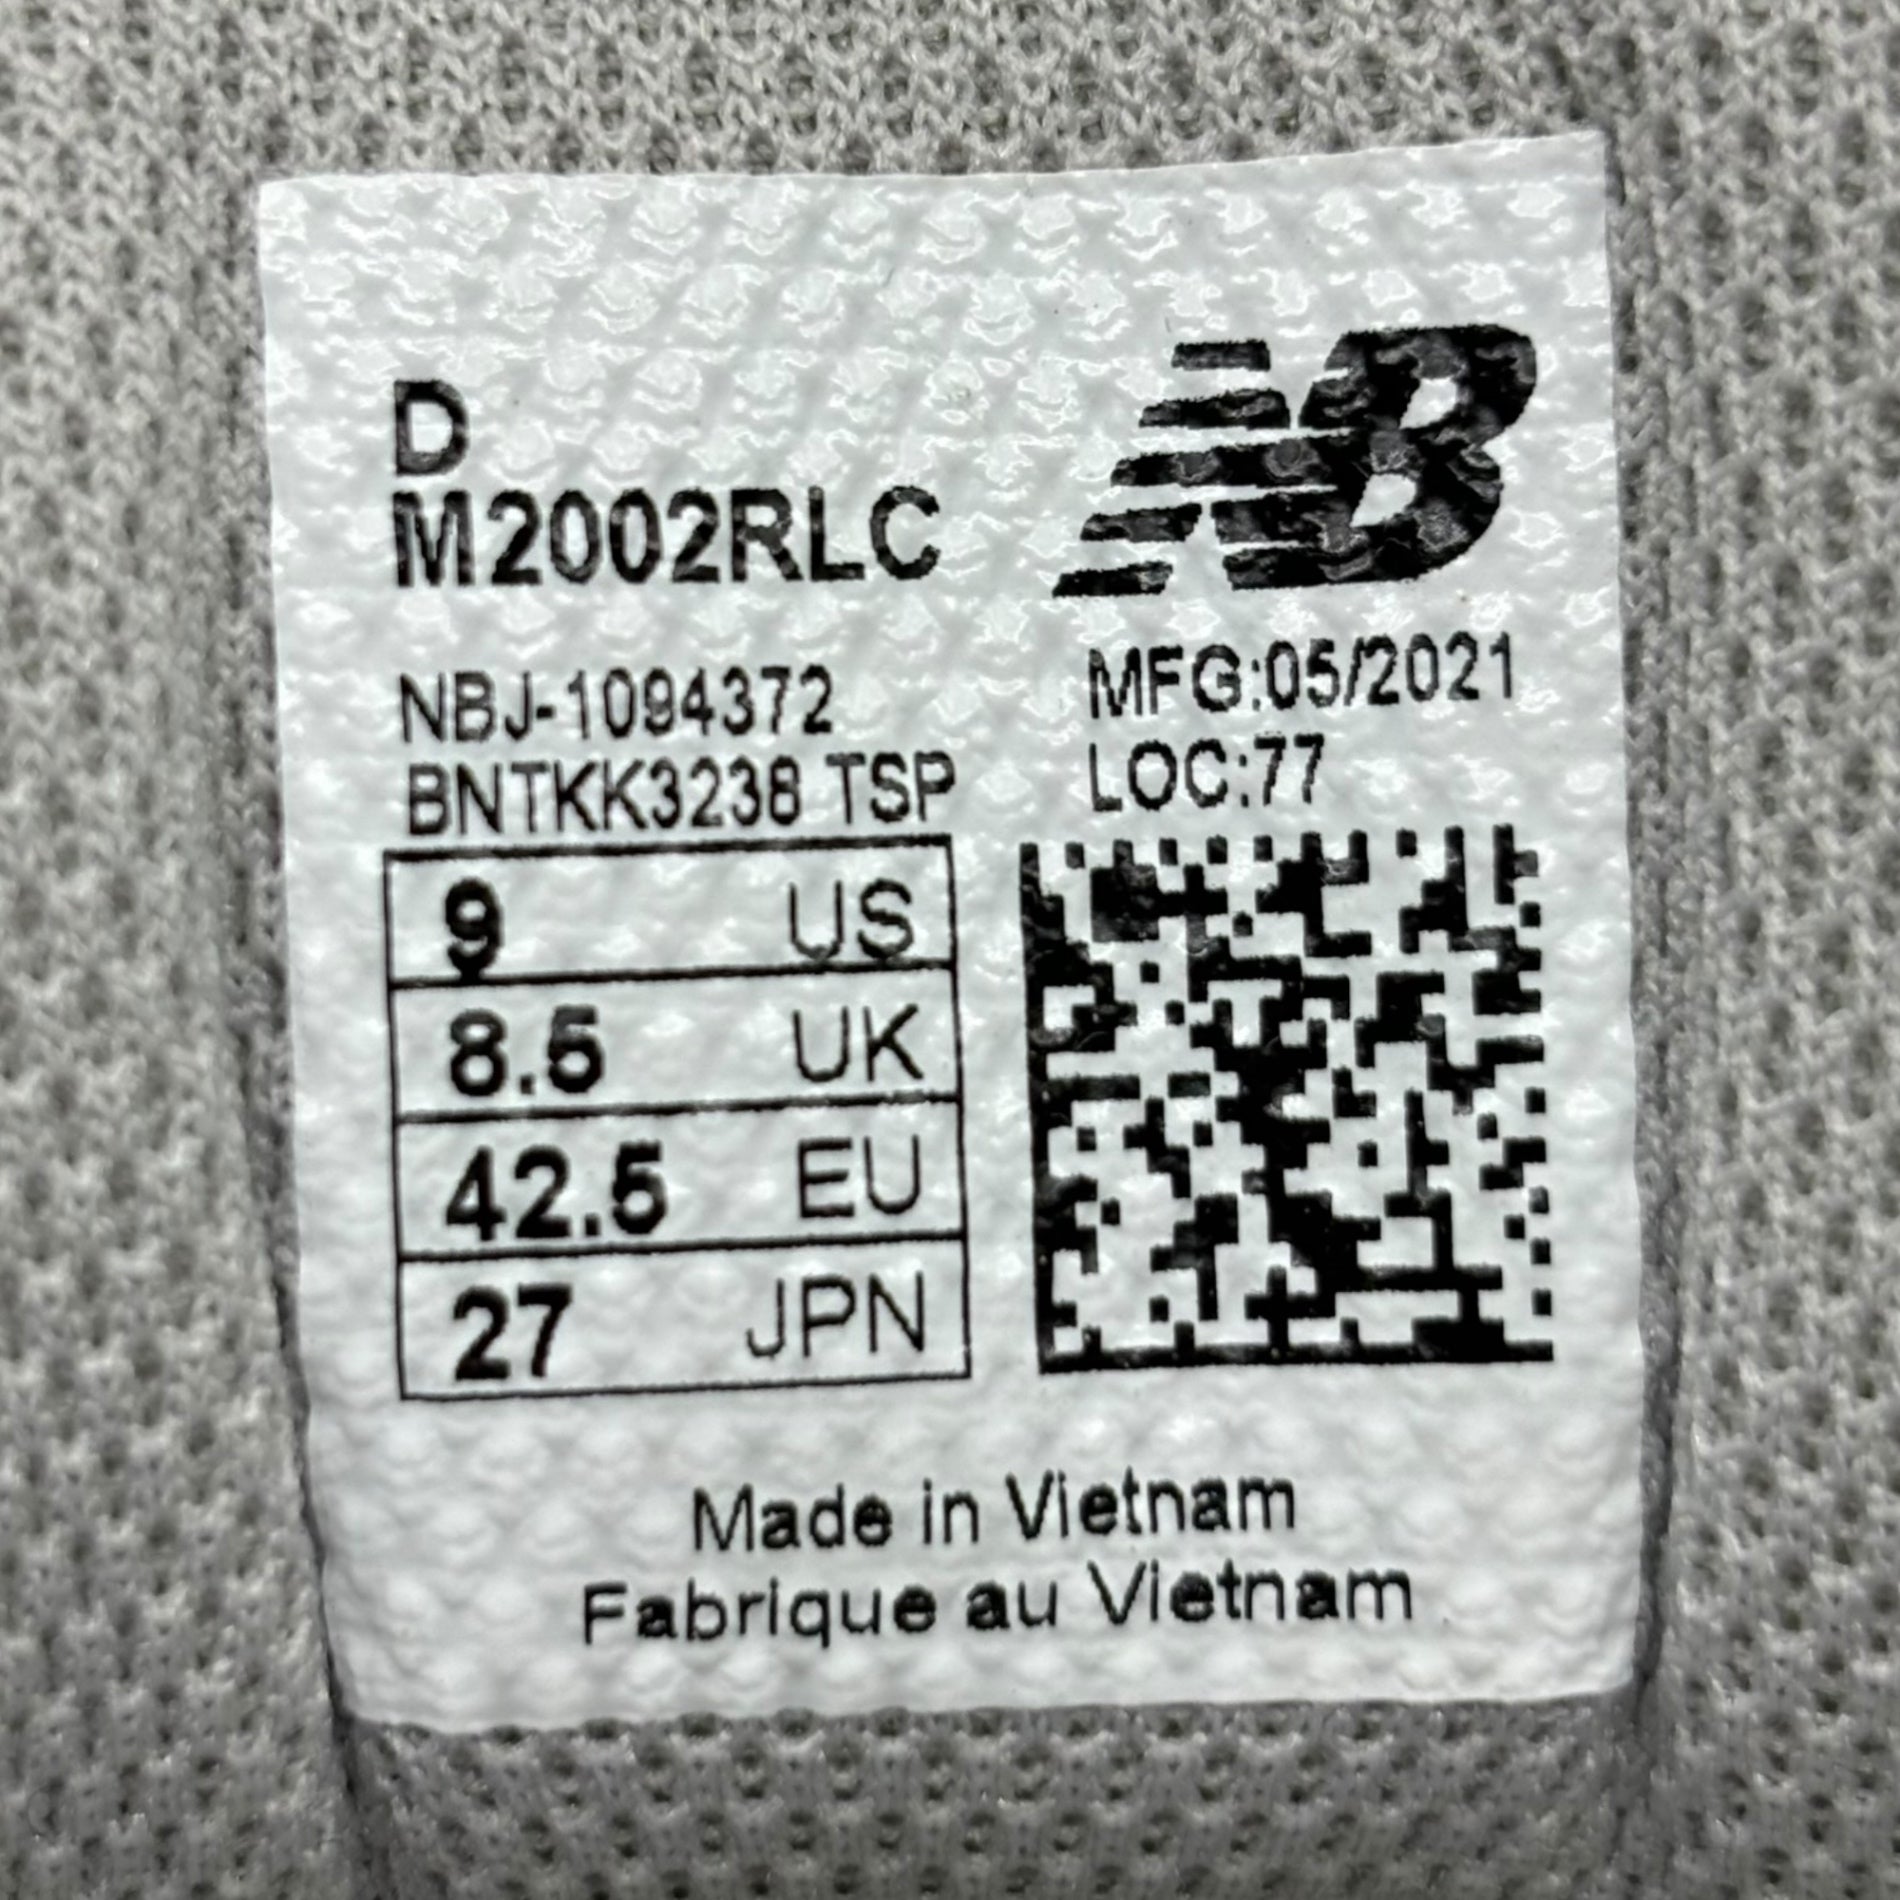 D
M2002RLC
NB
NBJ-1094372
BNTKK3238 TSP
MFG:05/2021
LOC:77
9 US
8.5 UK
42.5 EU
27 JPN
Made in Vietnam
Fabrique au Vietnam